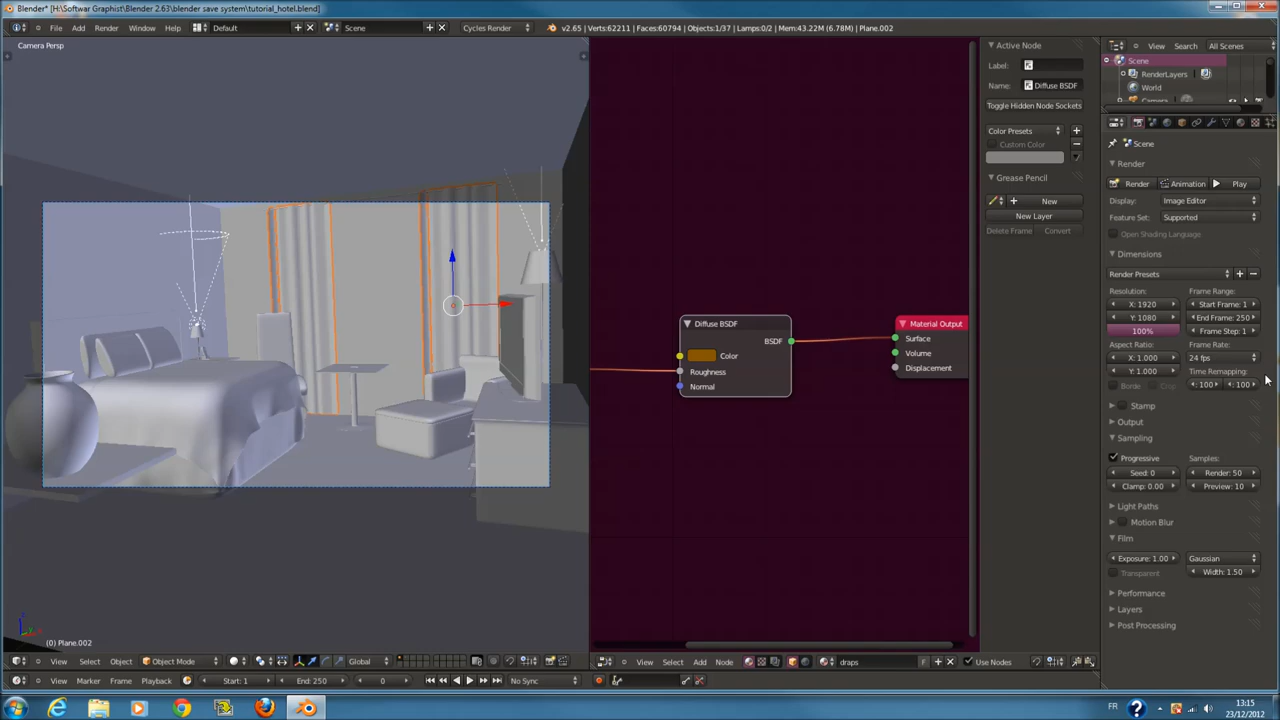 Blender* [H:\Softwar Graphist\Blender 2.63\blender save system\tutorial_hotel.blend]
File Add Render Window Help Default Scene Cycles Render v2.65 | Verts:62211 | Faces:60794 | Objects:1/37 | Lamps:0/2 | Mem:43.22M (6.78M) | Plane.002
View Search All Scenes
Camera Persp
Active Node
Label:
Name: Diffuse BSDF
Toggle Hidden Node Sockets
Color Presets
Custom Color
Grease Pencil
New
New Layer
Delete Frame Convert
Diffuse BSDF
BSDF
Color
Roughness
Normal
Material Output
Surface
Volume
Displacement
Scene
RenderLayers
World
Camera
Scene
Render
Render Animation Play
Display: Image Editor
Feature Set: Supported
Open Shading Language
Dimensions
Render Presets
Resolution: Frame Range:
X: 1920 Start Frame: 1
Y: 1080 End Frame: 250
100% Frame Step: 1
Aspect Ratio: Frame Rate:
X: 1.000 24 fps
Y: 1.000 Time Remapping:
Borde Crop : 100 : 100
Stamp
Output
Sampling
Progressive Samples:
Seed: 0 Render: 50
Clamp: 0.00 Preview: 10
Light Paths
Motion Blur
Film
Exposure: 1.00 Gaussian
Transparent Width: 1.50
Performance
Layers
Post Processing
(0) Plane.002
View Select Object Object Mode Global View Select Add Node draps F Use Nodes
View Marker Frame Playback Start: 1 End: 250 0 No Sync
FR 13:15
23/12/2012